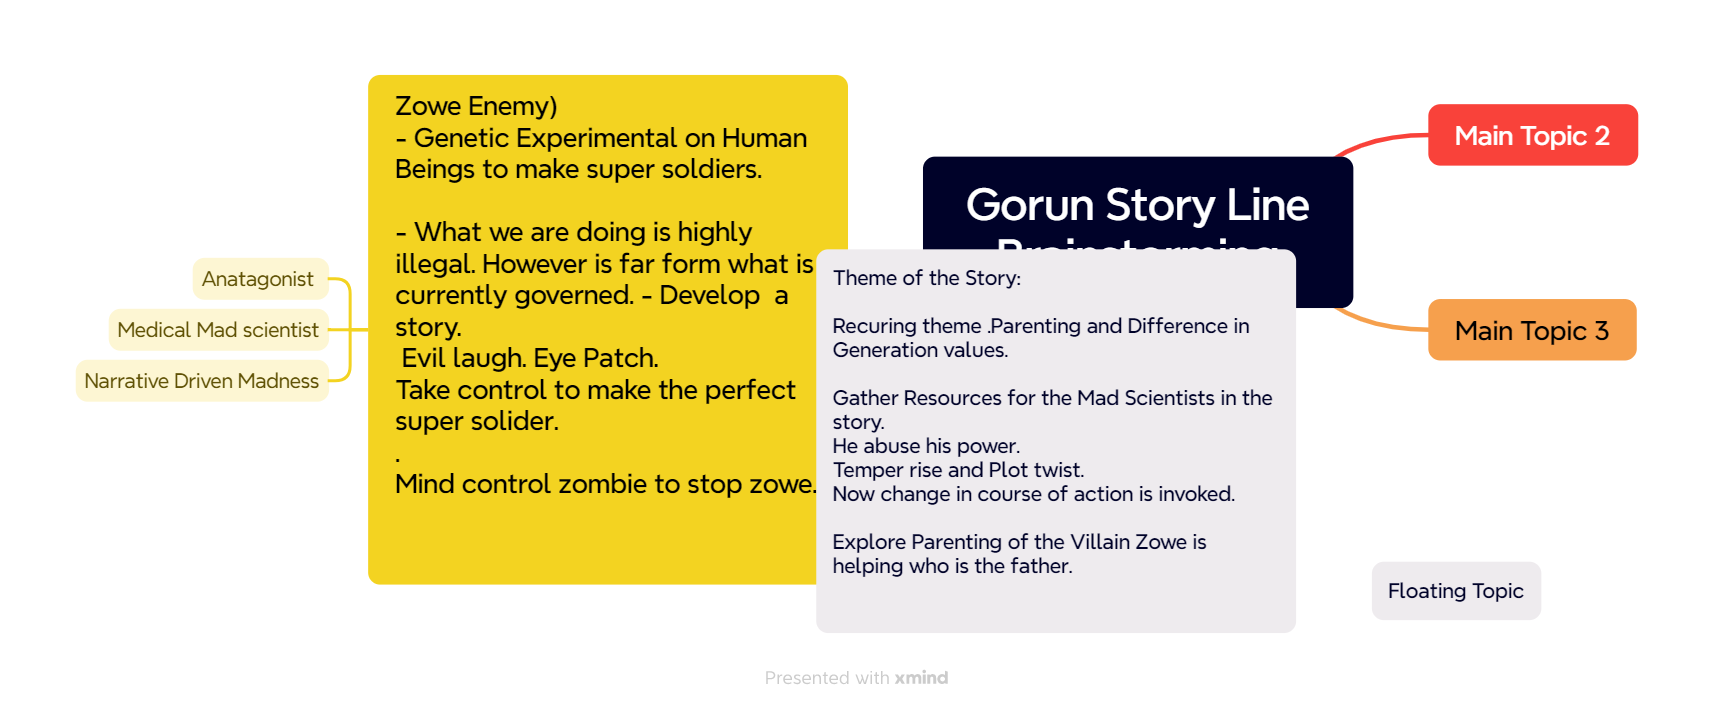 Anatagonist
Medical Mad scientist
Narrative Driven Madness
Zowe Enemy)
- Genetic Experimental on Human
Beings to make super soldiers.
- What we are doing is highly
illegal. However is far form what is
currently governed. - Develop  a
story.
Evil laugh. Eye Patch.
Take control to make the perfect
super solider.
.
Mind control zombie to stop zowe.
Gorun Story Line
Brainstorming
Theme of the Story:
Recuring theme .Parenting and Difference in
Generation values.
Gather Resources for the Mad Scientists in the
story.
He abuse his power.
Temper rise and Plot twist.
Now change in course of action is invoked.
Explore Parenting of the Villain Zowe is
helping who is the father.
Main Topic 2
Main Topic 3
Floating Topic
Presented with xmind